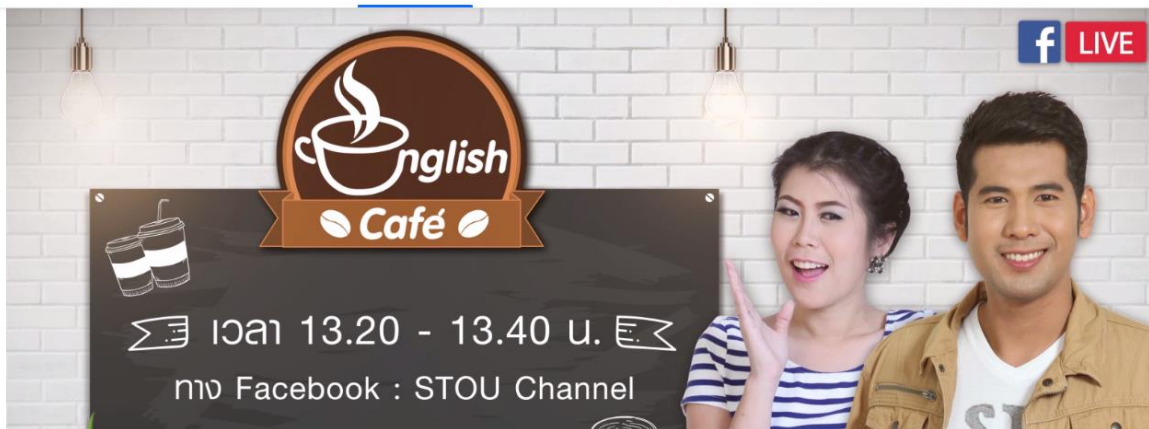 f LIVE
English
Café
เวลา 13.20 - 13.40 น.
ทาง Facebook : STOU Channel